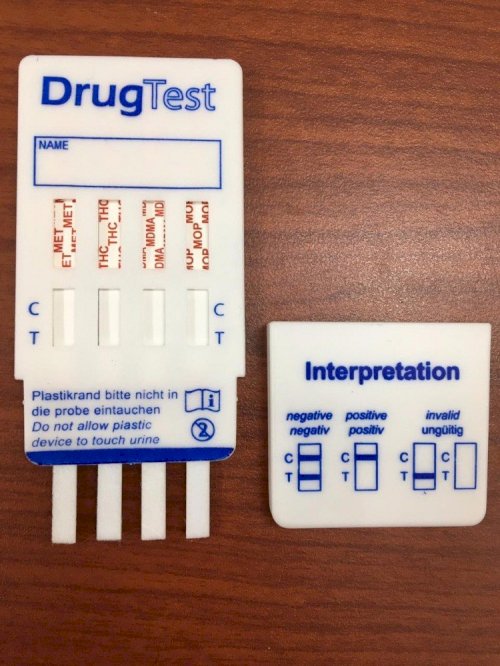 DrugTest
NAME
MET THC MDMA MOP
C C
T T
Plastikrand bitte nicht in
die probe eintauchen
Do not allow plastic
device to touch urine
Interpretation
negative positive invalid
negativ positiv ungüitig
C C C C
T T T T